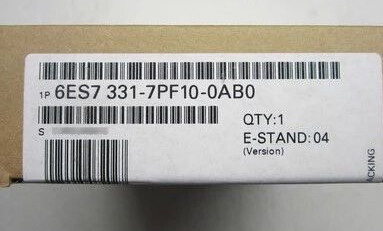 1P 6ES7 331-7PF10-0AB0
S
QTY:1
E-STAND:04
(Version)